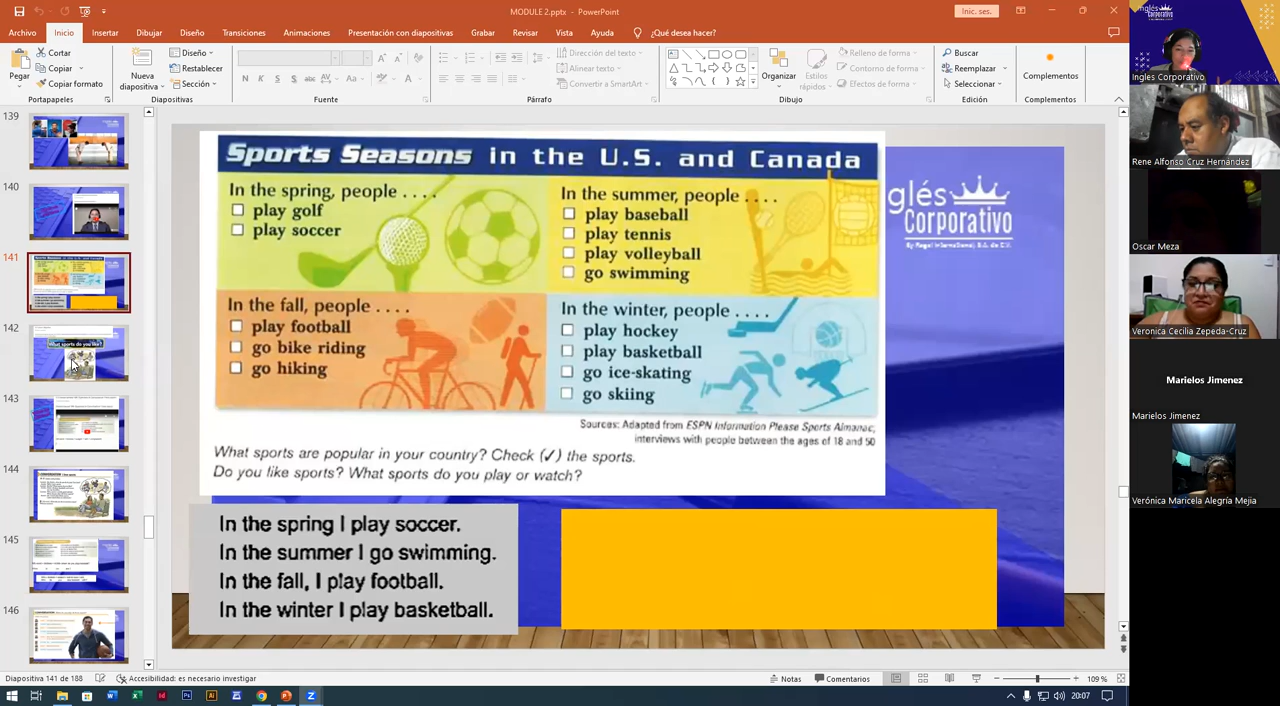 MODULE 2.pptx - PowerPoint
Inic. ses.
Archivo Inicio Insertar Dibujar Diseño Transiciones Animaciones Presentación con diapositivas Grabar Revisar Vista Ayuda ¿Qué desea hacer?
Pegar
Cortar
Copiar
Copiar formato
Portapapeles
Nueva diapositiva
Diseño
Restablecer
Sección
Diapositivas
N K S S abc AV Aa A A
Fuente
Párrafo
Dirección del texto
Alinear texto
Convertir a SmartArt
Organizar
Estilos rápidos
Relleno de forma
Contorno de forma
Efectos de forma
Dibujo
Buscar
Reemplazar
Seleccionar
Edición
Complementos
Complementos
139
140
141
142
What sports do you like?
143
144
145
146
Sports Seasons in the U.S. and Canada
In the spring, people . . . .
play golf
play soccer
In the summer, people . . . .
play baseball
play tennis
play volleyball
go swimming
In the fall, people . . . .
play football
go bike riding
go hiking
In the winter, people . . . .
play hockey
play basketball
go ice-skating
go skiing
Sources: Adapted from ESPN Information Please Sports Almanac;
interviews with people between the ages of 18 and 50
What sports are popular in your country? Check (✓) the sports.
Do you like sports? What sports do you play or watch?
glés
Corporativo
By Regal International S.A. de C.V.
In the spring I play soccer.
In the summer I go swimming.
In the fall, I play football.
In the winter I play basketball.
Inglés Corporativo
Ingles Corporativo
Rene Alfonso Cruz Hernández
Oscar Meza
Veronica Cecilia Zepeda-Cruz
Marielos Jimenez
Marielos Jimenez
Verónica Maricela Alegría Mejia
Diapositiva 141 de 188
Accesibilidad: es necesario investigar
Notas
Comentarios
109 %
20:07